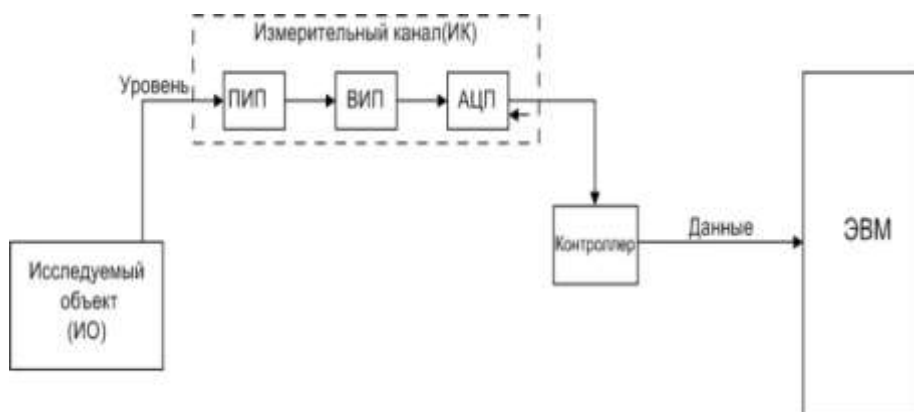 Измерительный канал(ИК)
Уровень
ПИП
ВИП
АЦП
Исследуемый
объект
(ИО)
Контроллер
Данные
ЭВМ